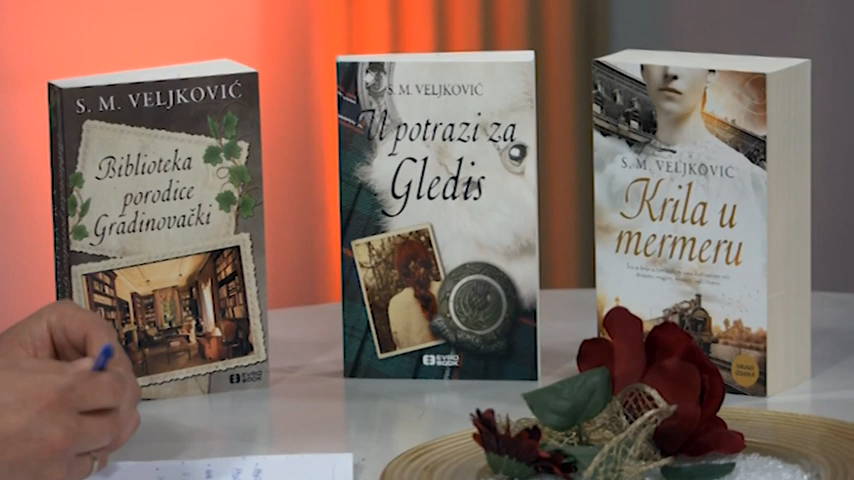 S. M. VELJKOVIĆ
Biblioteka
porodice
Gradinovački
EVRO
BOOK
S. M. VELJKOVIĆ
U potrazi za
Gledis
EVRO
BOOK
S. M. VELJKOVIĆ
Krila u
mermeru